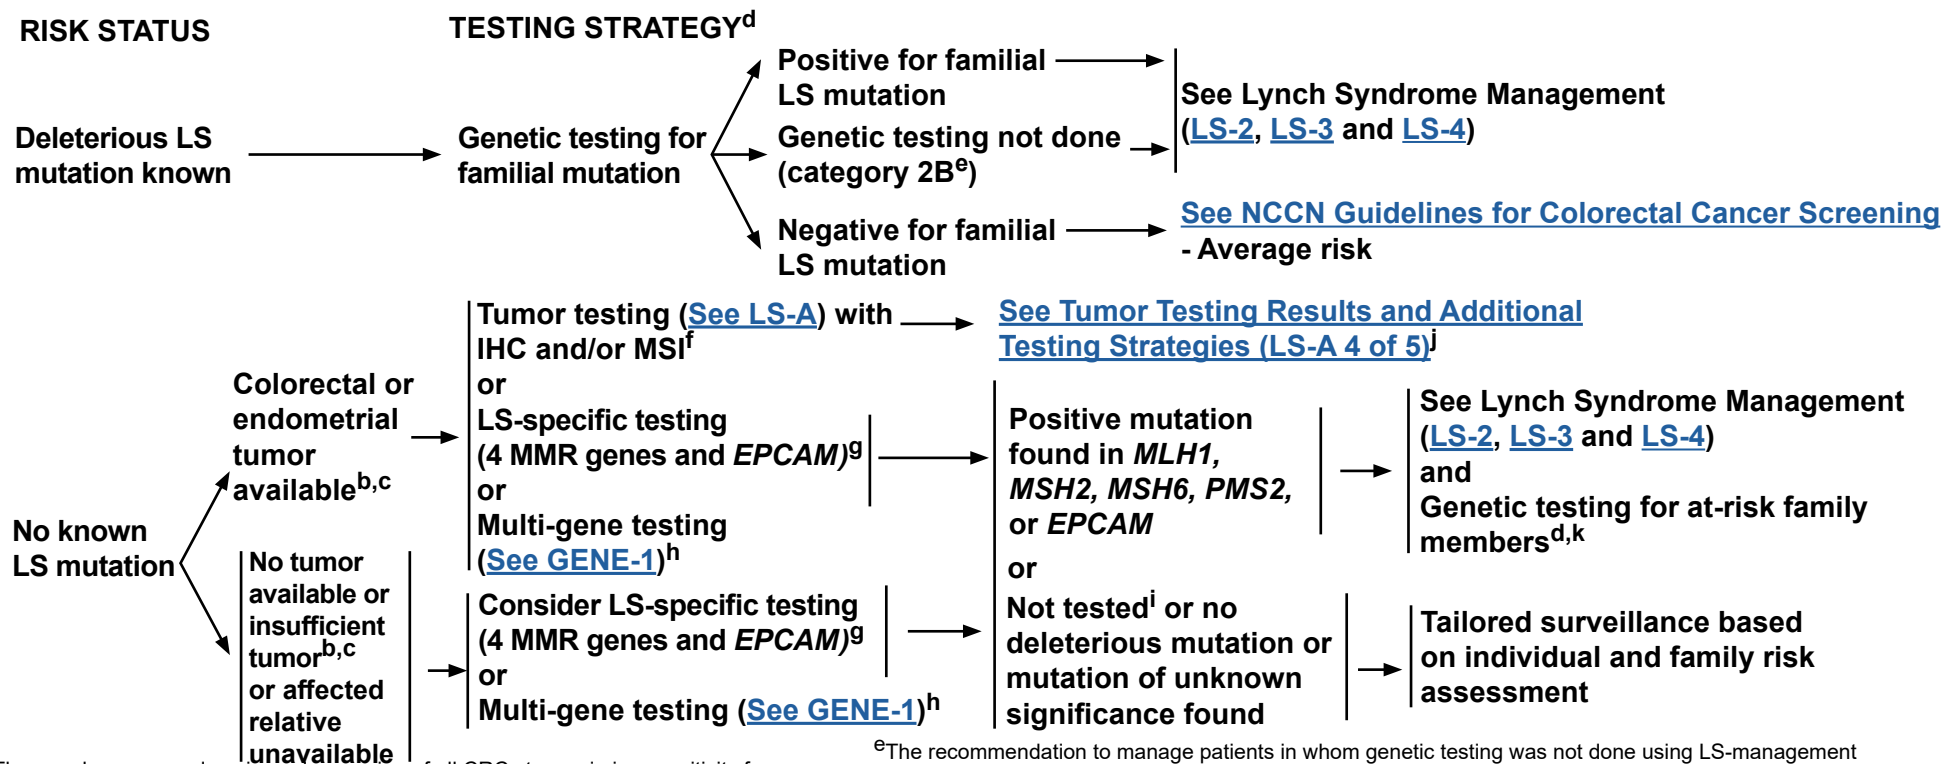 RISK STATUS
TESTING STRATEGYd
Deleterious LS
mutation known
Genetic testing for
familial mutation
Positive for familial
LS mutation
Genetic testing not done
(category 2Be)
Negative for familial
LS mutation
See Lynch Syndrome Management
(LS-2, LS-3 and LS-4)
See NCCN Guidelines for Colorectal Cancer Screening
- Average risk
No known
LS mutation
Colorectal or
endometrial
tumor
availableb,c
Tumor testing (See LS-A) with
IHC and/or MSIf
or
LS-specific testing
(4 MMR genes and EPCAM)g
or
Multi-gene testing
(See GENE-1)h
See Tumor Testing Results and Additional
Testing Strategies (LS-A 4 of 5)j
No tumor
available or
insufficient
tumorb,c
or affected
relative
unavailable
Consider LS-specific testing
(4 MMR genes and EPCAM)g
or
Multi-gene testing (See GENE-1)h
Positive mutation
found in MLH1,
MSH2, MSH6, PMS2,
or EPCAM
or
Not testedi or no
deleterious mutation or
mutation of unknown
significance found
See Lynch Syndrome Management
(LS-2, LS-3 and LS-4)
and
Genetic testing for at-risk family
membersd,k
Tailored surveillance based
on individual and family risk
assessment
eThe recommendation to manage patients in whom genetic testing was not done using LS-management